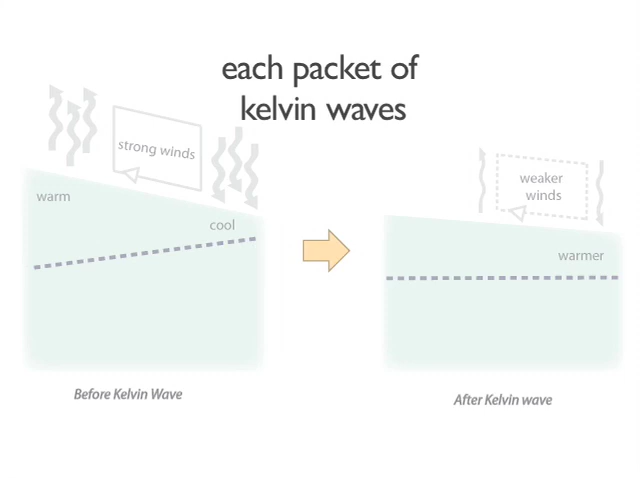 each packet of
kelvin waves
strong winds
warm
cool
Before Kelvin Wave
weaker
winds
warmer
After Kelvin wave